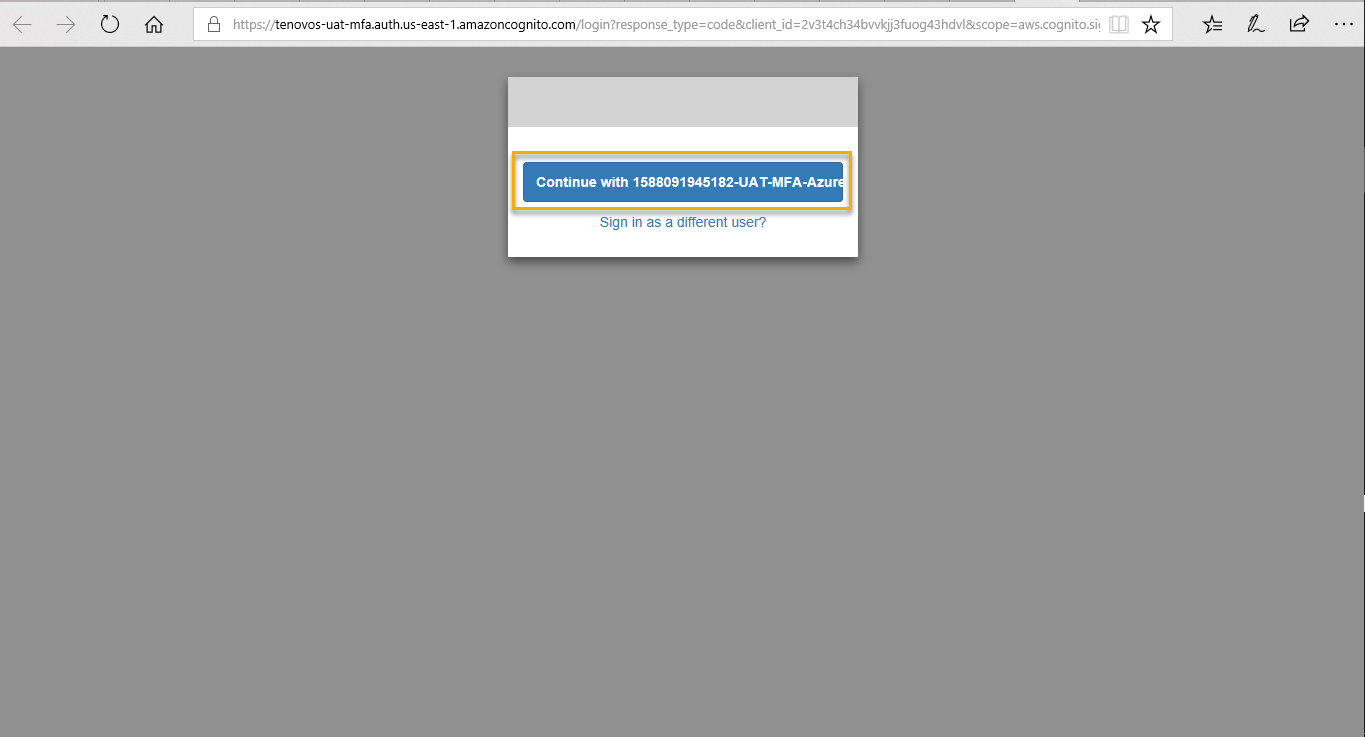 https://tenovos-uat-mfa.auth.us-east-1.amazoncognito.com/login?response_type=code&client_id=2v3t4ch34bvvkjj3fuog43hdvl&scope=aws.cognito.si
Continue with 1588091945182-UAT-MFA-Azure
Sign in as a different user?